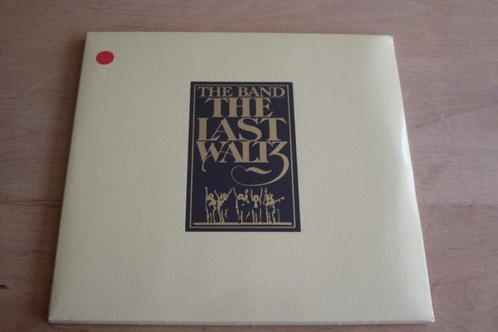 THE BAND
THE
LAST
WALTZ